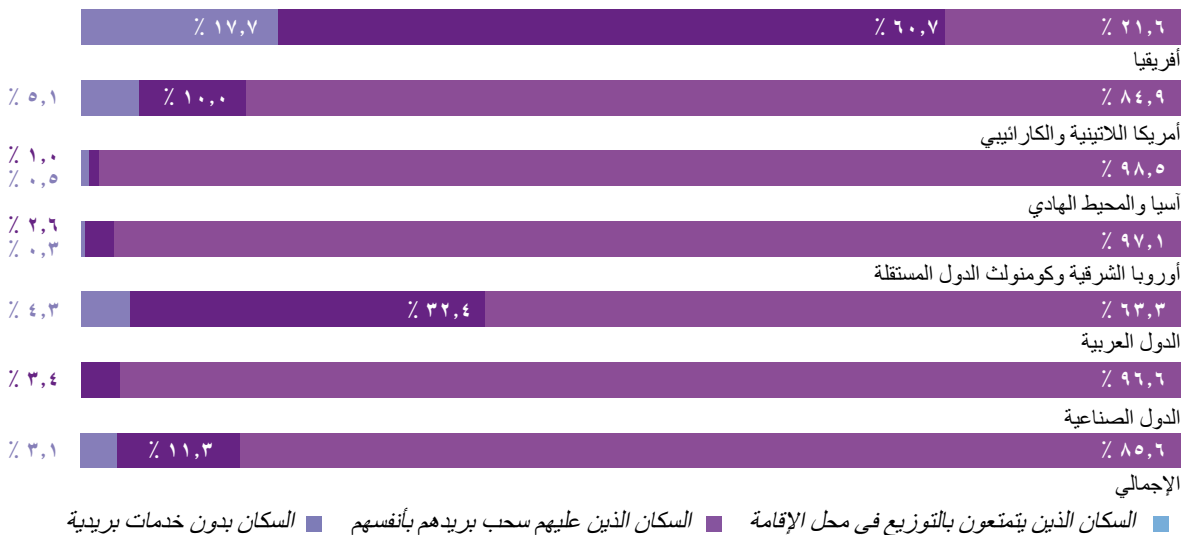 ٢١,٦ ٪ ٦٠,٧ ٪ ١٧,٧ ٪
أفريقيا
٨٤,٩ ٪ ١٠,٠ ٪ ٥,١ ٪
أمريكا اللاتينية والكارائيبي
٩٨,٥ ٪ ١,٠ ٪
٠,٥ ٪
آسيا والمحيط الهادي
٩٧,١ ٪ ٢,٦ ٪
٠,٣ ٪
أوروبا الشرقية وكومنولث الدول المستقلة
٦٣,٣ ٪ ٣٢,٤ ٪ ٤,٣ ٪
الدول العربية
٩٦,٦ ٪ ٣,٤ ٪
الدول الصناعية
٨٥,٦ ٪ ١١,٣ ٪ ٣,١ ٪
الإجمالي
السكان الذين يتمتعون بالتوزيع في محل الإقامة السكان الذين عليهم سحب بريدهم بأنفسهم السكان بدون خدمات بريدية